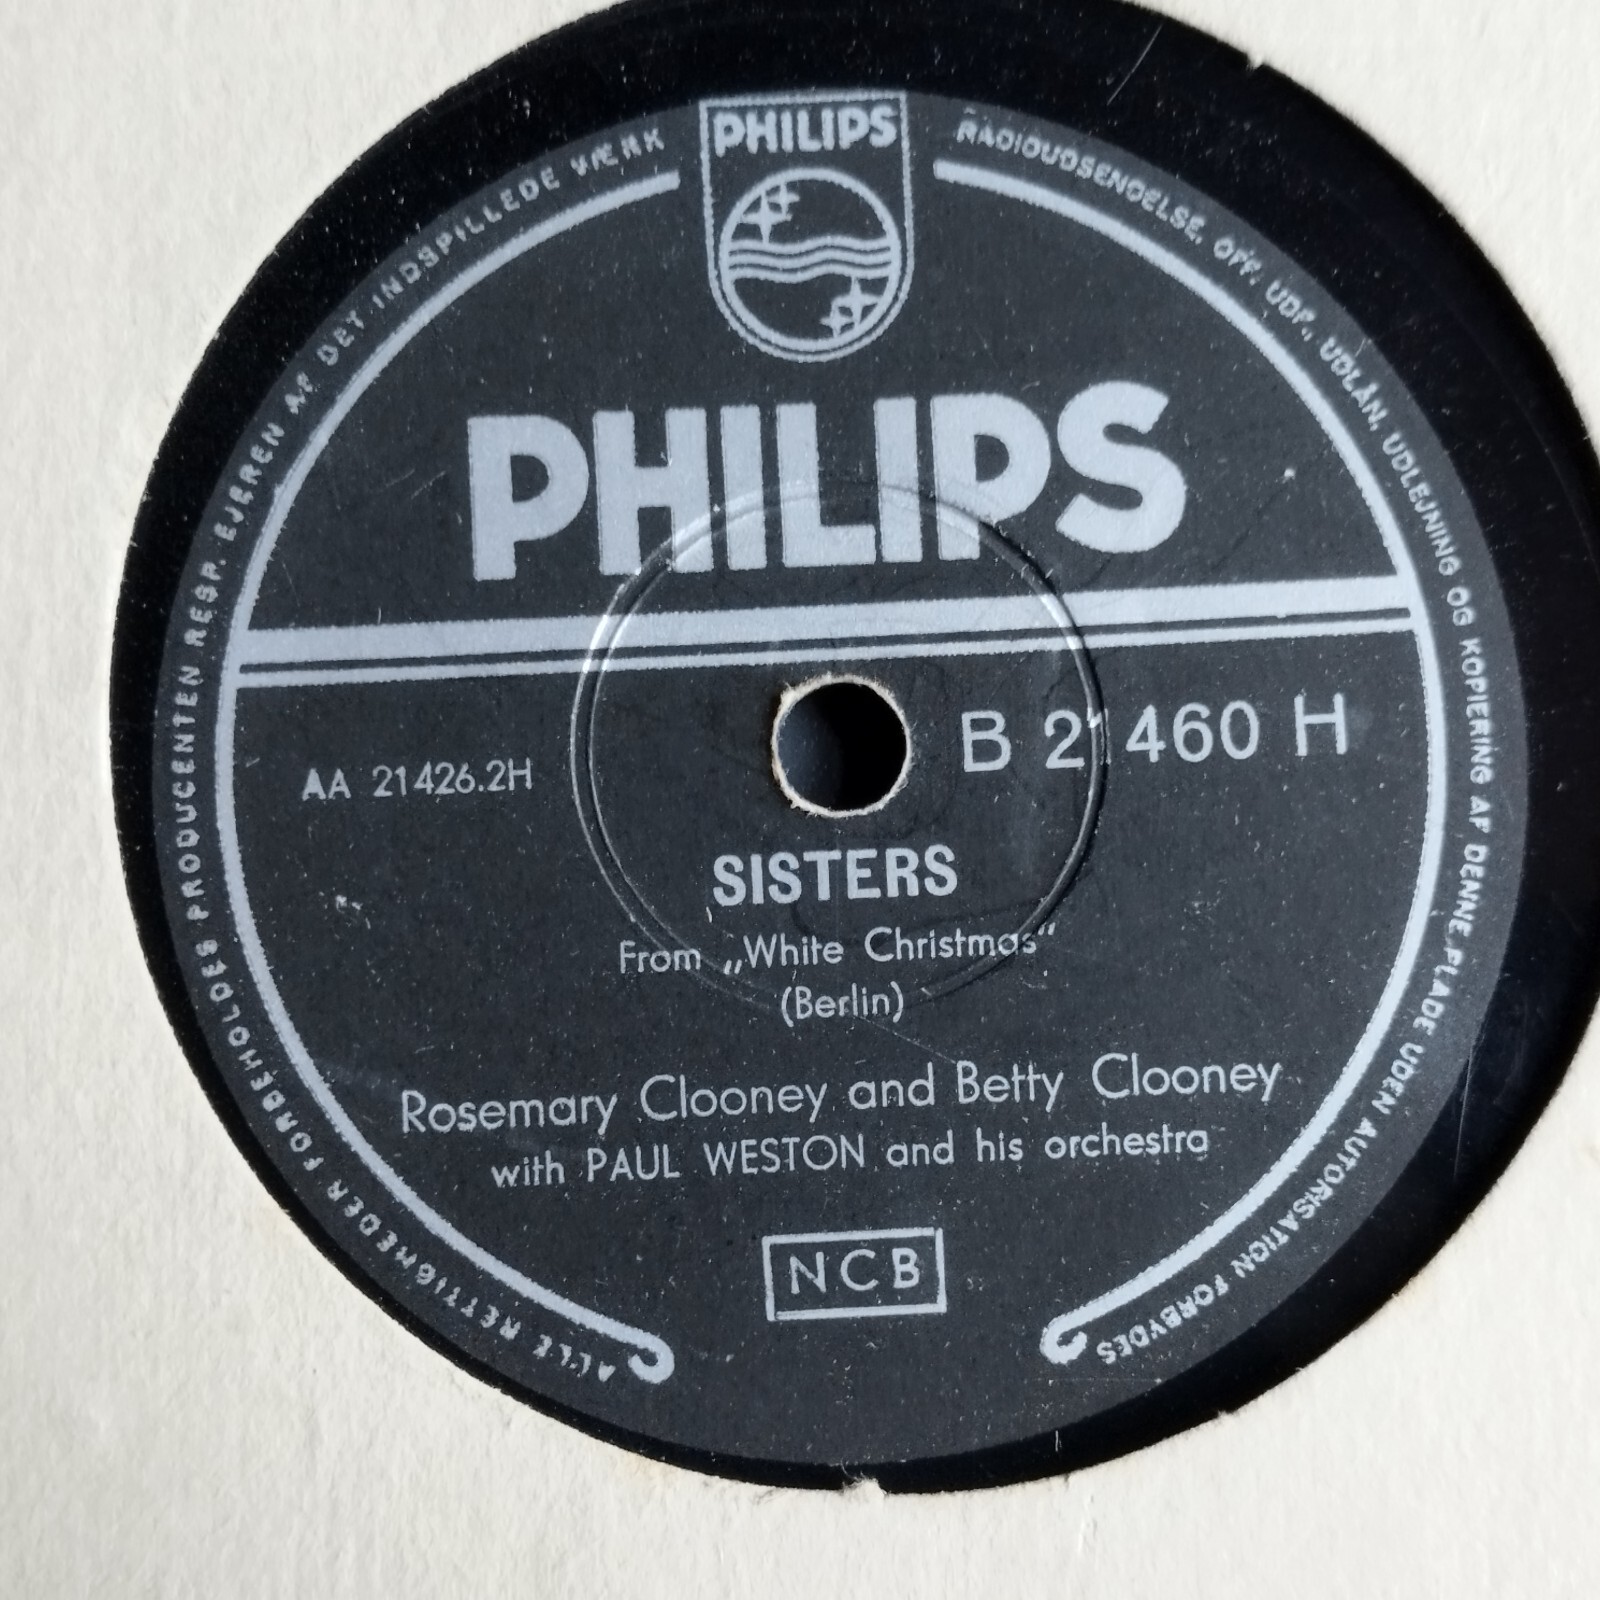 PHILIPS
PHILIPS
B 21 460 H
AA 21 426.2H
SISTERS
From „White Christmas"
(Berlin)
Rosemary Clooney and Betty Clooney
with PAUL WESTON and his orchestra
NCB
ALLE RETTIGHEDER FORBEHOLDES PRODUCENTEN RESP. EJEREN AF DET INDSPILLEDE VÆRK
RADIOUDSENDELSE, OFF. UDF., UDLÅN, UDLEJNING OG KOPIERING AF DENNE PLADE UDEN AUTORISATION FORBYDES